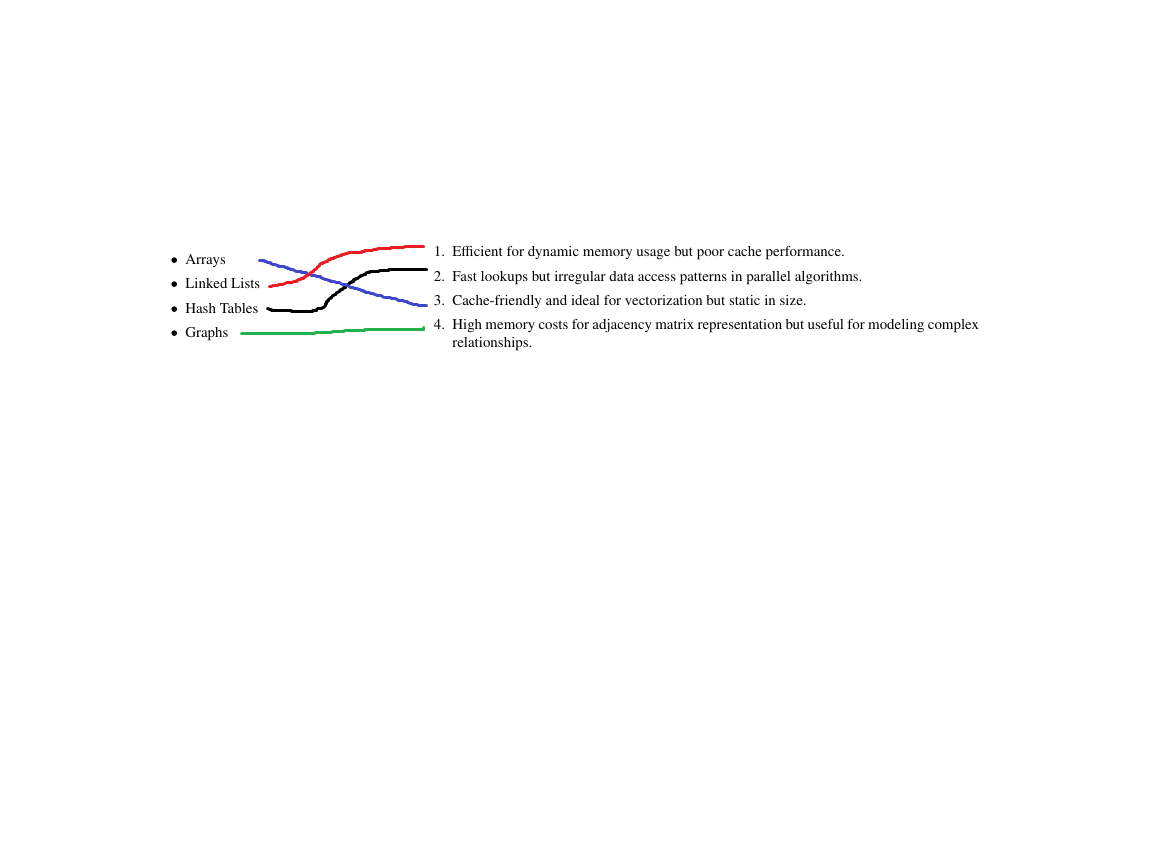 • Arrays
• Linked Lists
• Hash Tables
• Graphs
1. Efficient for dynamic memory usage but poor cache performance.
2. Fast lookups but irregular data access patterns in parallel algorithms.
3. Cache-friendly and ideal for vectorization but static in size.
4. High memory costs for adjacency matrix representation but useful for modeling complex
relationships.